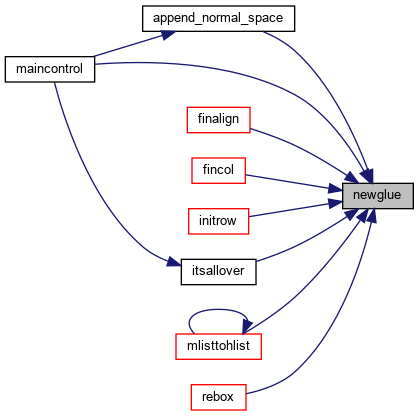 append_normal_space
maincontrol
finalign
fincol
newglue
initrow
itsallover
mlisttohlist
rebox